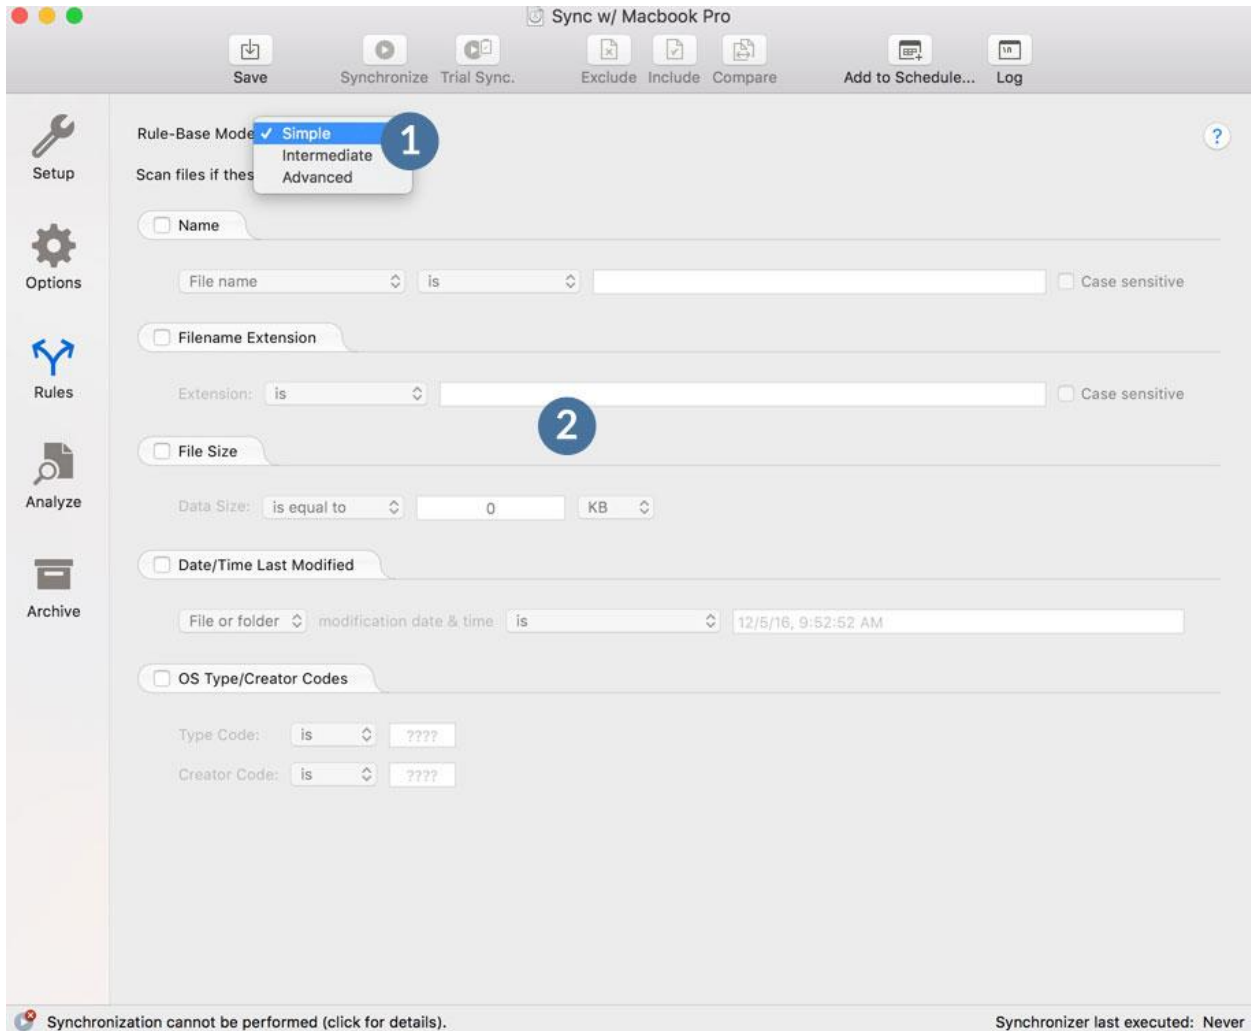 Sync w/ Macbook Pro
Save Synchronize Trial Sync. Exclude Include Compare Add to Schedule... Log
Setup
Options
Rules
Analyze
Archive
Rule-Base Mode ✓ Simple 1 ?
Intermediate
Scan files if thes Advanced
Name
File name is Case sensitive
Filename Extension
Extension: is Case sensitive
2
File Size
Data Size: is equal to 0 KB
Date/Time Last Modified
File or folder modification date & time is 12/5/16, 9:52:52 AM
OS Type/Creator Codes
Type Code: is ????
Creator Code: is ????
Synchronization cannot be performed (click for details). Synchronizer last executed: Never